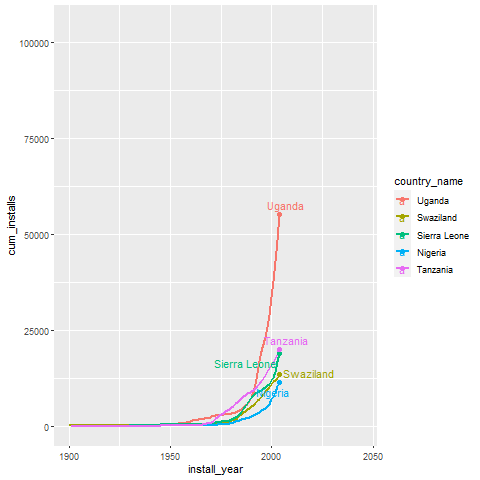 100000
75000
50000
25000
0
cum_installs
1900
1950
2000
2050
install_year
Uganda
Tanzania
Sierra Leone
Swaziland
Nigeria
country_name
a Uganda
a Swaziland
a Sierra Leone
a Nigeria
a Tanzania